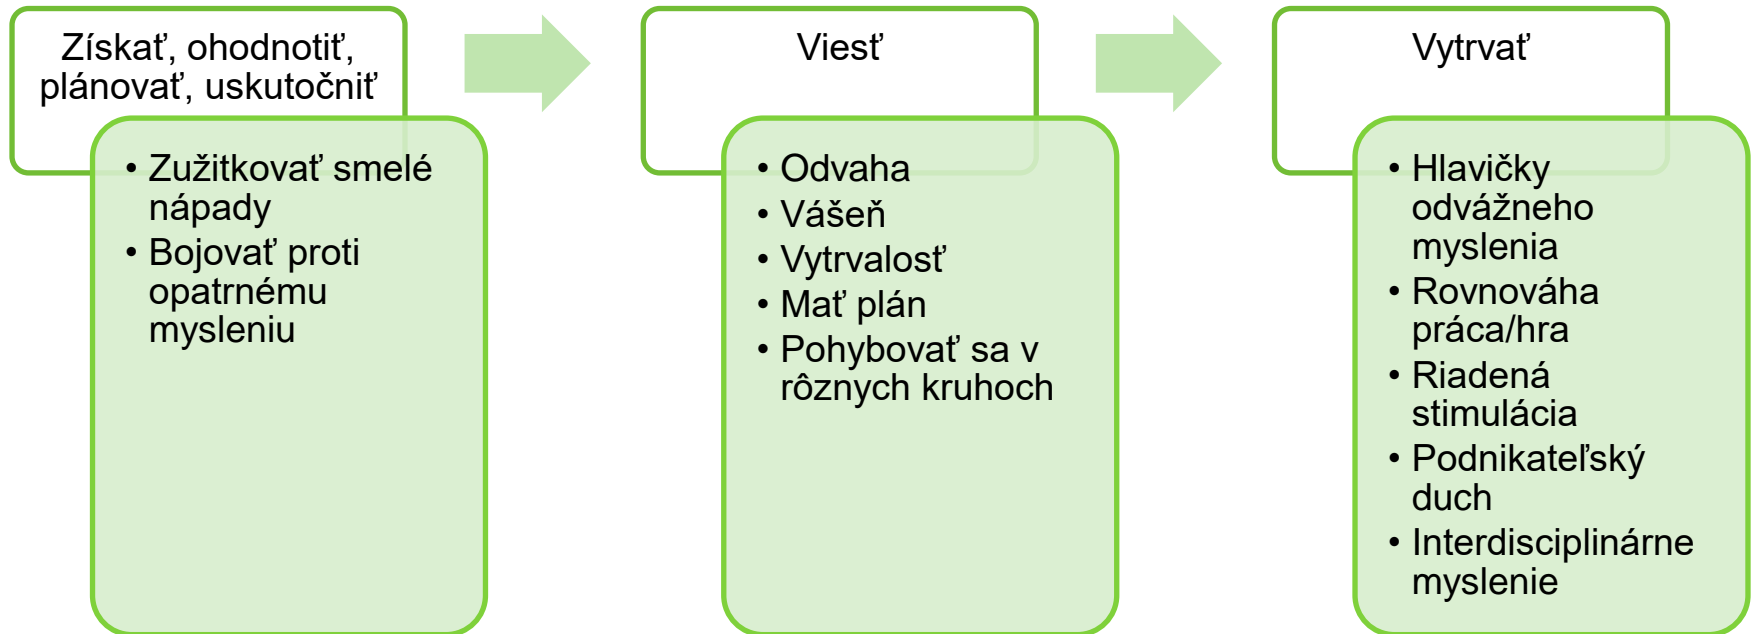 Získať, ohodnotiť,
plánovať, uskutočniť
• Zužitkovať smelé
nápady
• Bojovať proti
opatrnému
mysleniu
Viesť
• Odvaha
• Vášeň
• Vytrvalosť
• Mať plán
• Pohybovať sa v
rôznych kruhoch
Vytrvať
• Hlavičky
odvážneho
myslenia
• Rovnováha
práca/hra
• Riadená
stimulácia
• Podnikateľský
duch
• Interdisciplinárne
myslenie